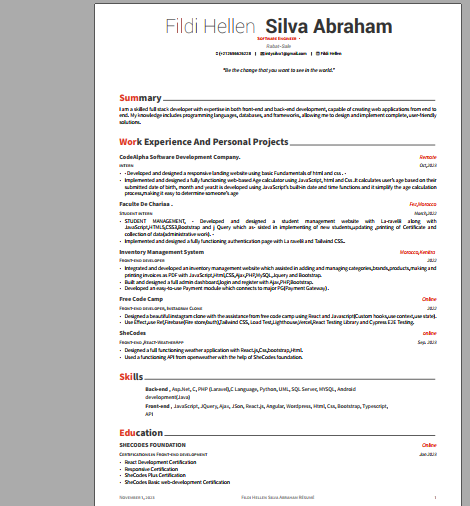 Fildi Hellen Silva Abraham
Software Engineer ·
Rabat-Sale
(+212686626228 | intysilva1@gmail.com | Fildi Hellen
"Be the change that you want to see in the world."
Summary
I am a skilled full stack developer with expertise in both front-end and back-end development, capable of creating web applications from end to
end. My knowledge includes programming languages, databases, and frameworks, allowing me to design and implement complete, user-friendly
solutions.
Work Experience And Personal Projects
CodeAlpha Software Development Company. Remote
Intern Oct,2023
• · Developed and designed a responsive landing website using basic Fundamentals of html and css . ·
• Implemented and designed a fully functioning web-based Age calculator using JavaScript, html and Css .It calculates user's age based on their
submitted date of birth, month and year.It is developed using JavaScript's built-in date and time functions and it simplify the age calculation
process,making it easy to determine someone's age
Faculte De Chariaa . Fez,Morocco
Student intern March,2022
• STUDENT MANAGEMENT, · Developed and designed a student management website with La-ravelli along with
JavaScript,HTML5,CSS3,Bootstrap and j Query which as- sisted in implementing of new students,updating ,printing of Certificate and
collection of data(administrative work). ·
• Implemented and designed a fully functioning authentication page with La ravelli and Tailwind CSS..
Inventory Management System Morocco,Kenitra
Front-end developer 2022
• Integrated and developed an inventory management website which assisted in adding and managing categories,brands,products,making and
printing invoices as PDF with JavaScript,Html,CSS,Ajax,PHP,MySQL,Jquery and Bootstrap.
• Built and designed a full admin dashboard,login and register with Ajax,PHP,Bootstrap.
• Developed an easy-to-use Payment module which connects to major PG(Payment Gateway) .
Free Code Camp Online
Front-end developer, Instagram Clone 2022
• Designed a beautiful instagram clone with the assistance from free code camp using React and Javascript(Custom hooks,use context,use state).
• Use Effect,use Ref,Firebase(Fire store/auth),Tailwind CSS, Load Test,Lighthouse,Vercel,React Testing Library and Cypress E2E Testing.
SheCodes Online
Front-end ,React-WeatherApp Sep. 2023
• Designed a full functioning weather application with React.js,Css,bootstrap,Html.
• Used a functioning API from openweather with the help of SheCodes foundation.
Skills
Back-end , Asp.Net, C, PHP (Laravel),C Language, Python, UML, SQL Server, MYSQL, Android
development(Java)
Front-end , JavaScript, JQuery, Ajax, JSon, React.js, Angular, Wordpress, Html, Css, Bootstrap, Typescript,
API
Education
SHECODES FOUNDATION Online
Certifications in Front-end development Jan 2023
• React Development Certification
• Responsive Certification
• SheCodes Plus Certification
• SheCodes Basic web-development Certification
November 1, 2023 Fildi Hellen Silva Abraham Résumé 1